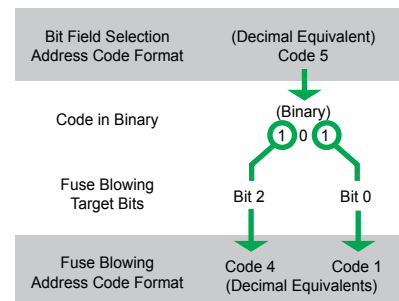 Bit Field Selection
Address Code Format
(Decimal Equivalent)
Code 5
Code in Binary
(Binary)
1 0 1
Fuse Blowing
Target Bits
Bit 2
Bit 0
Fuse Blowing
Address Code Format
Code 4
Code 1
(Decimal Equivalents)